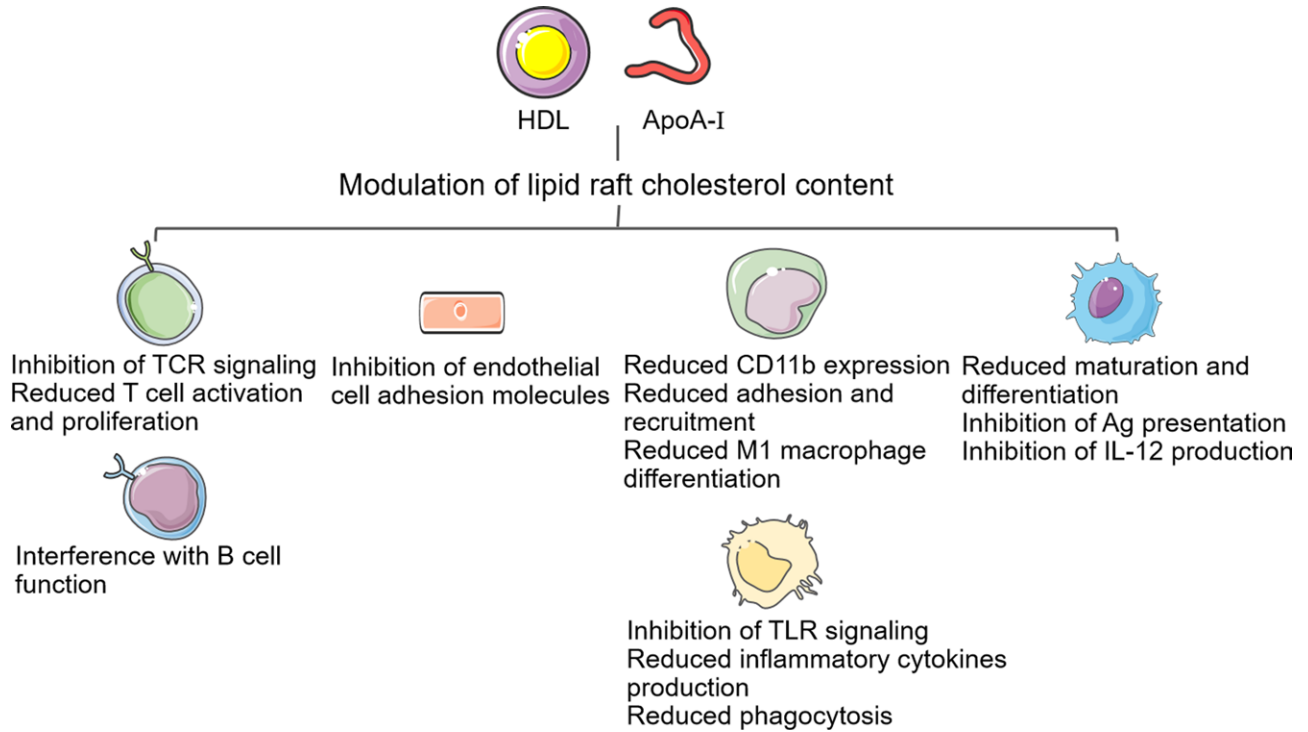 HDL
ApoA-I
Modulation of lipid raft cholesterol content
Inhibition of TCR signaling
Reduced T cell activation
and proliferation
Interference with B cell
function
Inhibition of endothelial
cell adhesion molecules
Reduced CD11b expression
Reduced adhesion and
recruitment
Reduced M1 macrophage
differentiation
Inhibition of TLR signaling
Reduced inflammatory cytokines
production
Reduced phagocytosis
Reduced maturation and
differentiation
Inhibition of Ag presentation
Inhibition of IL-12 production